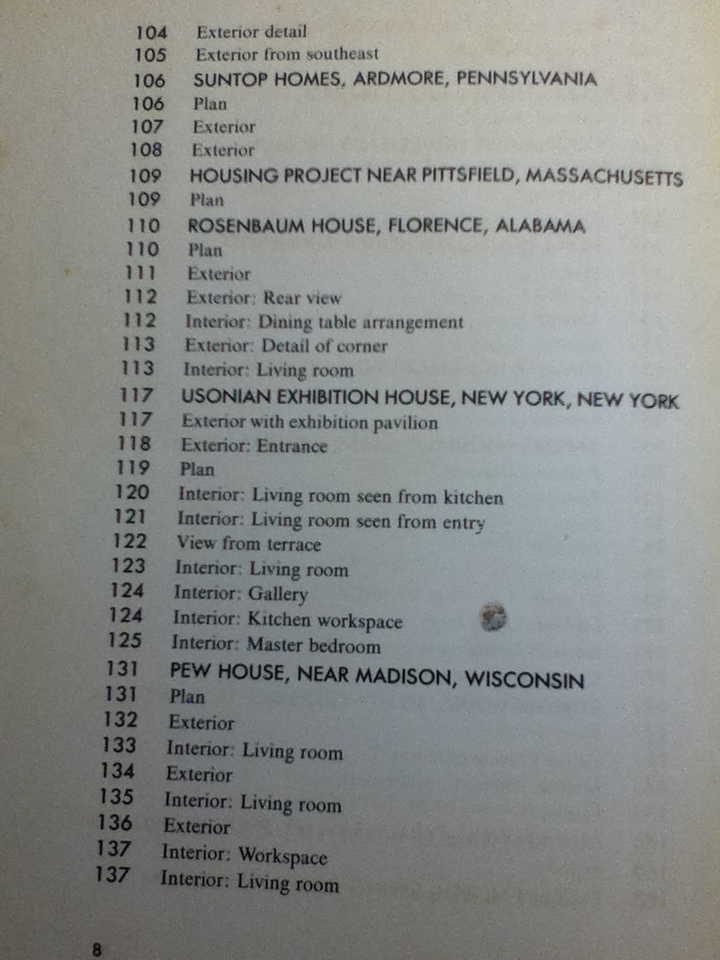 104 Exterior detail
105 Exterior from southeast
106 SUNTOP HOMES, ARDMORE, PENNSYLVANIA
106 Plan
107 Exterior
108 Exterior
109 HOUSING PROJECT NEAR PITTSFIELD, MASSACHUSETTS
109 Plan
110 ROSENBAUM HOUSE, FLORENCE, ALABAMA
110 Plan
111 Exterior
112 Exterior: Rear view
112 Interior: Dining table arrangement
113 Exterior: Detail of corner
113 Interior: Living room
117 USONIAN EXHIBITION HOUSE, NEW YORK, NEW YORK
117 Exterior with exhibition pavilion
118 Exterior: Entrance
119 Plan
120 Interior: Living room seen from kitchen
121 Interior: Living room seen from entry
122 View from terrace
123 Interior: Living room
124 Interior: Gallery
124 Interior: Kitchen workspace
125 Interior: Master bedroom
131 PEW HOUSE, NEAR MADISON, WISCONSIN
131 Plan
132 Exterior
133 Interior: Living room
134 Exterior
135 Interior: Living room
136 Exterior
137 Interior: Workspace
137 Interior: Living room
8